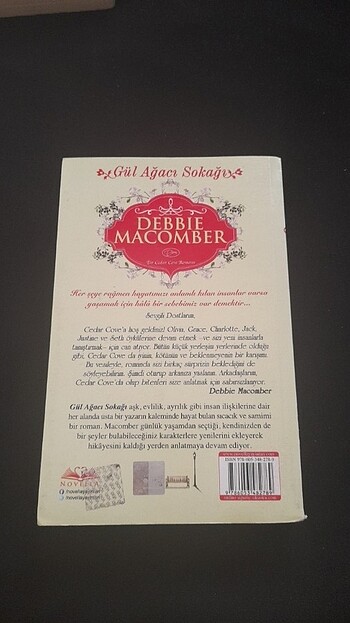 Gül Ağacı Sokağı
DEBBIE
MACOMBER
Bir Cedar Cove Romanı
Her şeye rağmen hayatınızı anlamlı kılan insanlar varsa
yaşamak için hâlâ bir sebebiniz var demektir...
Sevgili Dostlarım,
Cedar Cove'a hoş geldiniz! Olivia, Grace, Charlotte, Jack,
Justine ve Seth öykülerine devam etmek -ve sizi yeni insanlarla
tanıştırmak- için can atıyor. Bütün küçük yerleşim yerlerinde olduğu
gibi, Cedar Cove da iyinin, kötünün ve beklenmeyenin bir karışımı.
Bu vesileyle, romanda sizi birkaç sürprizin beklediğini de
söyleyebilirim. Şimdi oturup arkanıza yaslanın. Arkadaşlarım,
Cedar Cove'da olup bitenleri size anlatmak için sabırsızlanıyor.
Debbie Macomber
Gül Ağacı Sokağı aşk, evlilik, ayrılık gibi insan ilişkilerine dair
her alanda usta bir yazarın kaleminde hayat bulan sıcacık ve samimi
bir roman. Macomber günlük yaşamdan seçtiği, kendinizden de
bir şeyler bulabileceğiniz karakterlere yenilerini ekleyerek
hikâyesini kaldığı yerden anlatmaya devam ediyor.
NOVELLA